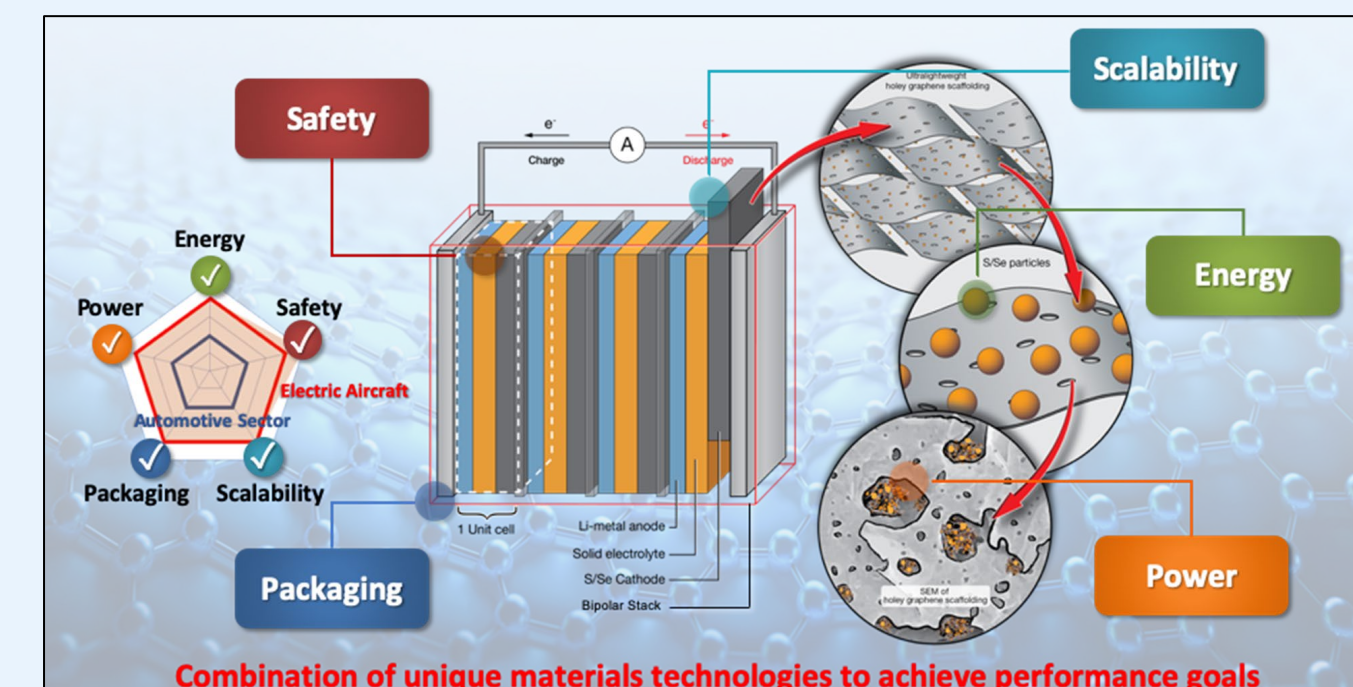 Scalability
Safety
Ultralightweight
holey graphene scaffolding
e-
Charge
A
e-
Discharge
Energy
Power
Safety
Electric Aircraft
Automotive Sector
Packaging
Scalability
S/Se particles
Energy
1 Unit cell
Li-metal anode
Solid electrolyte
S/Se Cathode
Bipolar Stack
Packaging
SEM of
holey graphene scaffolding
Power
Combination of unique materials technologies to achieve performance goals